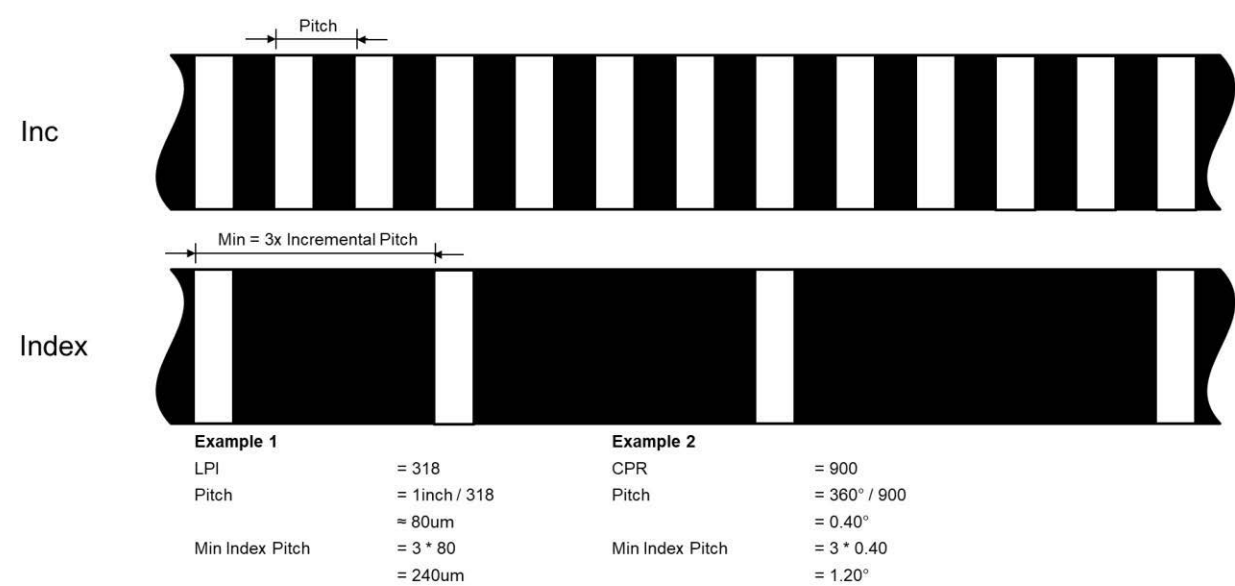 Pitch
Inc
Min = 3x Incremental Pitch
Index
Example 1 Example 2
LPI = 318 CPR = 900
Pitch = 1inch / 318 Pitch = 360° / 900
≈ 80um = 0.40°
Min Index Pitch = 3 * 80 Min Index Pitch = 3 * 0.40
= 240um = 1.20°